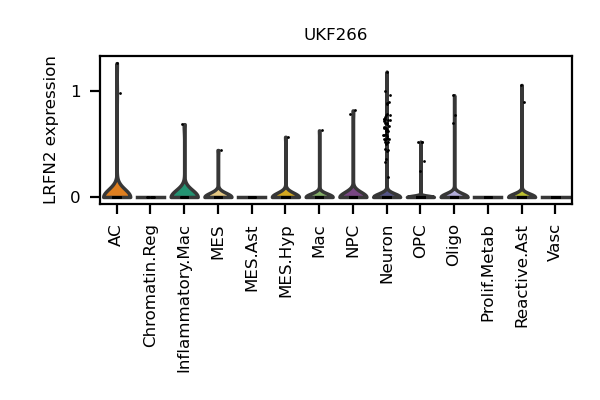 UKF266
LRFN2 expression
1
0
AC
Chromatin.Reg
Inflammatory.Mac
MES
MES.Ast
MES.Hyp
Mac
NPC
Neuron
OPC
Oligo
Prolif.Metab
Reactive.Ast
Vasc